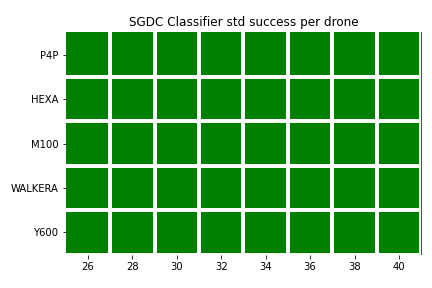 SGDC Classifier std success per drone
P4P
HEXA
M100
WALKERA
Y600
26 28 30 32 34 36 38 40